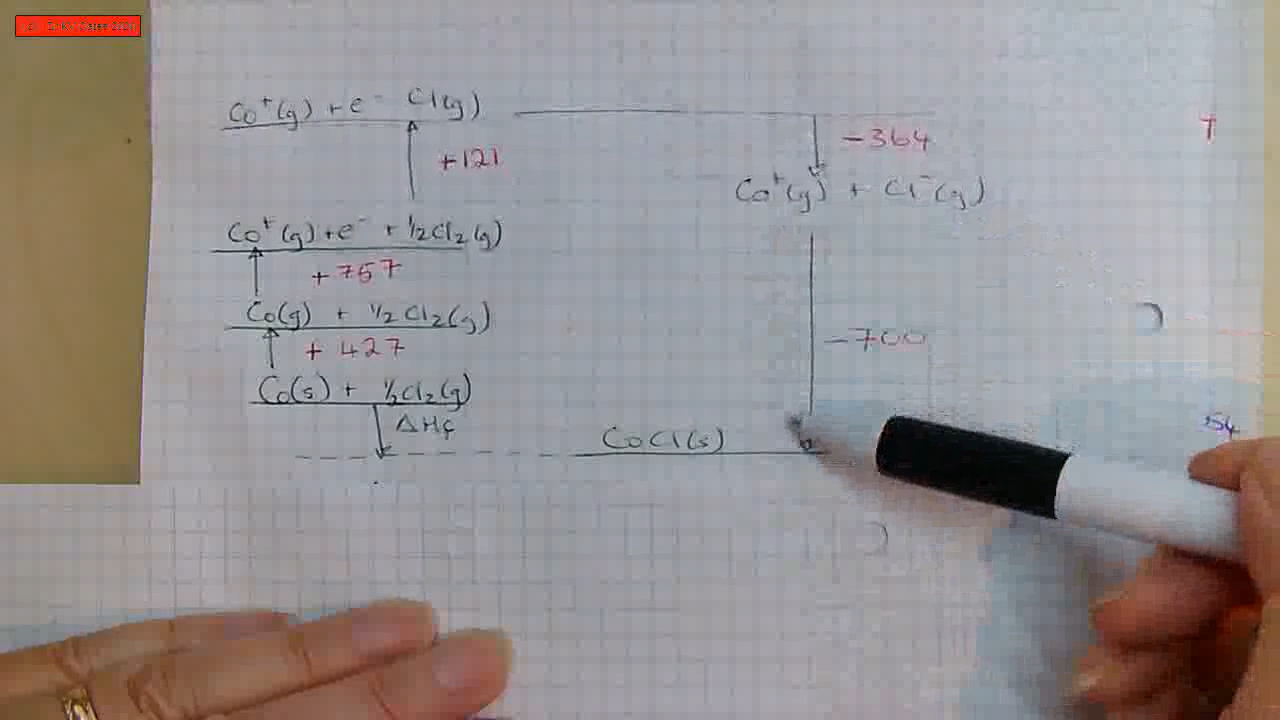 Co⁺(g) + e⁻ Cl(g)
+121
-364
Co⁺(g) + Cl⁻(g)
Co⁺(g)+e⁻ + ½Cl₂(g)
+757
Co(g) + ½Cl₂(g)
+ 427
-700
Co(s) + ½Cl₂(g)
ΔHf
CoCl(s)
54